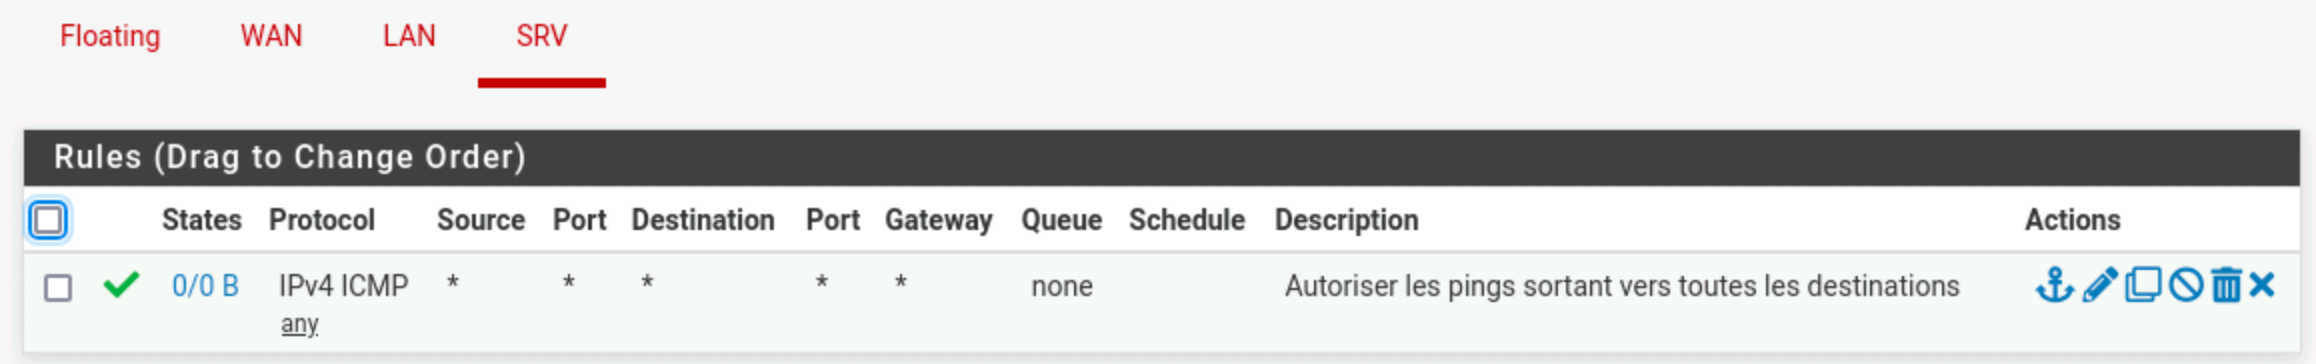 Floating WAN LAN SRV
Rules (Drag to Change Order)
States Protocol Source Port Destination Port Gateway Queue Schedule Description Actions
0/0 B IPv4 ICMP * * * * * none Autoriser les pings sortant vers toutes les destinations
any